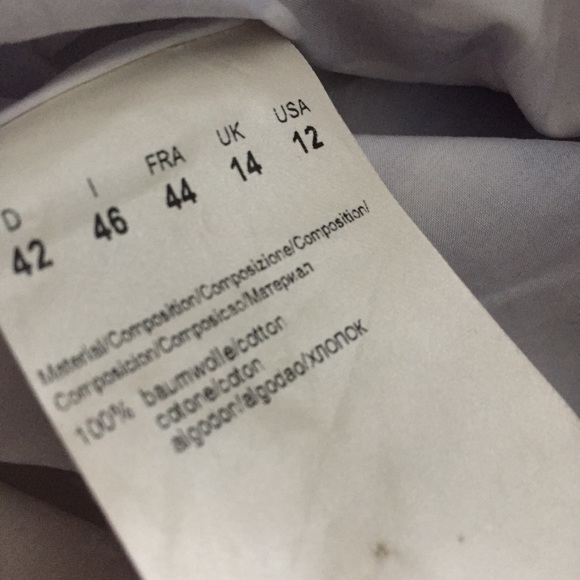 D I FRA UK USA
42 46 44 14 12
Material/Composition/Composizione/Composition/
Composicion/Composicao/Материал
100% baumwolle/cotton
cotone/coton
algodon/algodao/хлопок